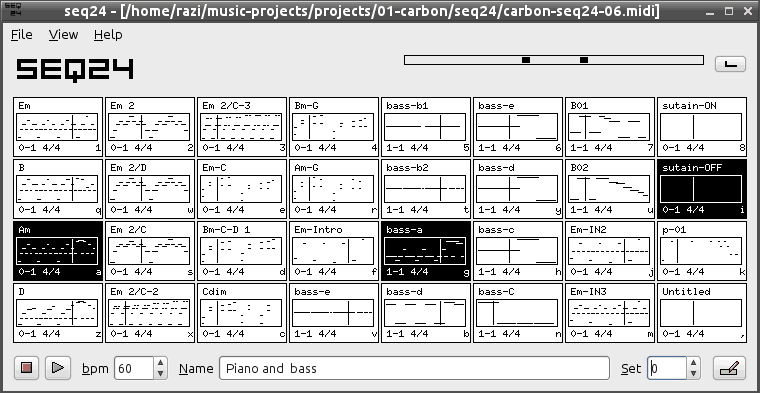 SEQ 24
seq24 - [/home/razi/music-projects/projects/01-carbon/seq24/carbon-seq24-06.midi]
File View Help
SEQ24
Em Em 2 Em 2/C-3 Bm-G bass-b1 bass-e B01 sutain-ON
0-1 4/4 1 0-1 4/4 2 0-1 4/4 3 0-1 4/4 4 1-1 4/4 5 1-1 4/4 6 1-1 4/4 7 0-1 4/4 8
B Em 2/D Em-C Am-G bass-b2 bass-d B02 sutain-OFF
0-1 4/4 q 0-1 4/4 w 0-1 4/4 e 0-1 4/4 r 1-1 4/4 t 1-1 4/4 y 1-1 4/4 u 0-1 4/4 i
Am Em 2/C Bm-C-D 1 Em-Intro bass-a bass-c Em-IN2 p-01
0-1 4/4 a 0-1 4/4 s 0-1 4/4 d 0-1 4/4 f 1-1 4/4 g 1-1 4/4 h 0-1 4/4 j 0-1 4/4 k
D Em 2/C-2 Cdim bass-e bass-d bass-C Em-IN3 Untitled
0-1 4/4 z 0-1 4/4 x 0-1 4/4 c 1-1 4/4 v 1-1 4/4 b 1-1 4/4 n 0-1 4/4 m 0-1 4/4 ,
bpm 60 Name Piano and bass Set 0